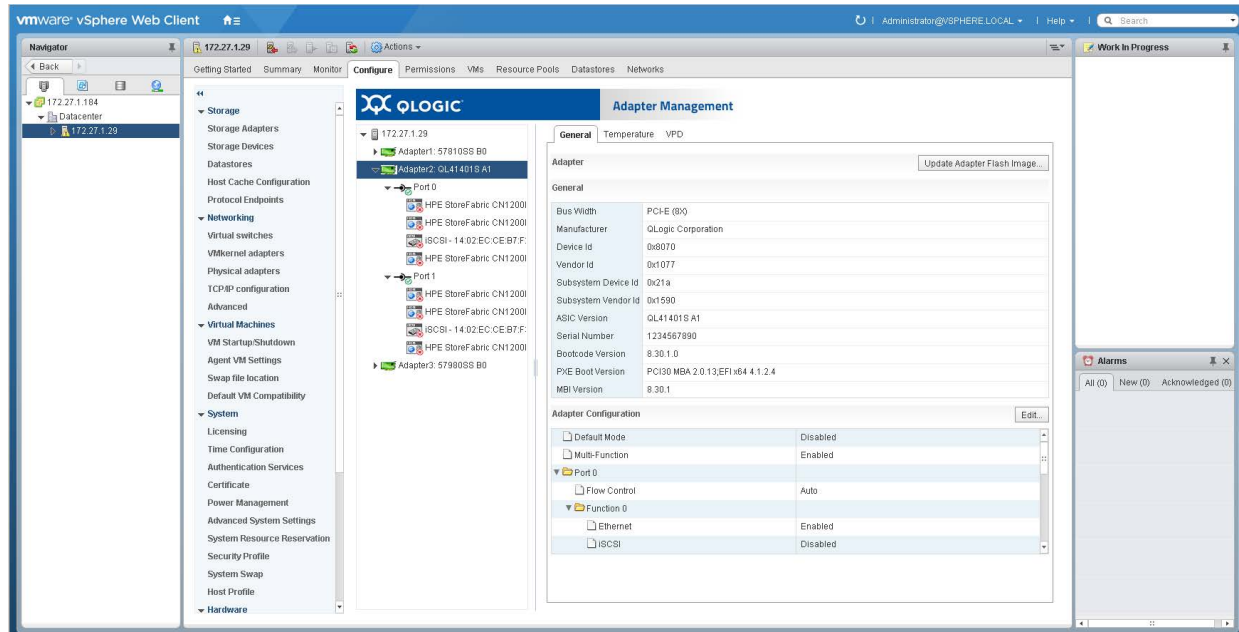 vmware® vSphere Web Client
Administrator@VSPHERE.LOCAL
Help
Search
Navigator
Back
172.27.1.184
Datacenter
172.27.1.29
172.27.1.29
Actions
Getting Started Summary Monitor Configure Permissions VMs Resource Pools Datastores Networks
Storage
Storage Adapters
Storage Devices
Datastores
Host Cache Configuration
Protocol Endpoints
Networking
Virtual switches
VMkernel adapters
Physical adapters
TCP/IP configuration
Advanced
Virtual Machines
VM Startup/Shutdown
Agent VM Settings
Swap file location
Default VM Compatibility
System
Licensing
Time Configuration
Authentication Services
Certificate
Power Management
Advanced System Settings
System Resource Reservation
Security Profile
System Swap
Host Profile
Hardware
QLOGIC
Adapter Management
172.27.1.29
Adapter1: 57810SS B0
Adapter2: QL41401S A1
Port 0
HPE StoreFabric CN1200I
HPE StoreFabric CN1200I
iSCSI - 14:02:EC:CE:B7:F:
HPE StoreFabric CN1200I
Port 1
HPE StoreFabric CN1200I
HPE StoreFabric CN1200I
iSCSI - 14:02:EC:CE:B7:F:
HPE StoreFabric CN1200I
Adapter3: 57980SS B0
General Temperature VPD
Adapter
Update Adapter Flash Image...
General
Bus Width PCI-E (8X)
Manufacturer QLogic Corporation
Device Id 0x8070
Vendor Id 0x1077
Subsystem Device Id 0x21a
Subsystem Vendor Id 0x1590
ASIC Version QL41401S A1
Serial Number 1234567890
Bootcode Version 8.30.1.0
PXE Boot Version PCI30 MBA 2.0.13;EFI x64 4.1.2.4
MBI Version 8.30.1
Adapter Configuration
Edit...
Default Mode Disabled
Multi-Function Enabled
Port 0
Flow Control Auto
Function 0
Ethernet Enabled
iSCSI Disabled
Work In Progress
Alarms
All (0) New (0) Acknowledged (0)